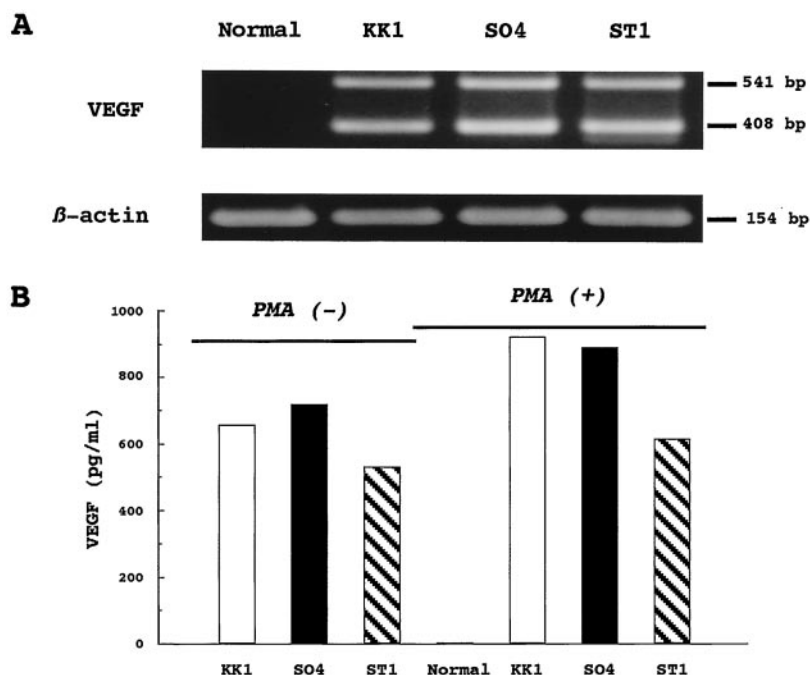 A
Normal KK1 SO4 ST1
VEGF
541 bp
408 bp
ß-actin
154 bp
B
PMA (-) PMA (+)
1000
800
600
400
200
0
VEGF (pg/ml)
KK1 SO4 ST1 Normal KK1 SO4 ST1